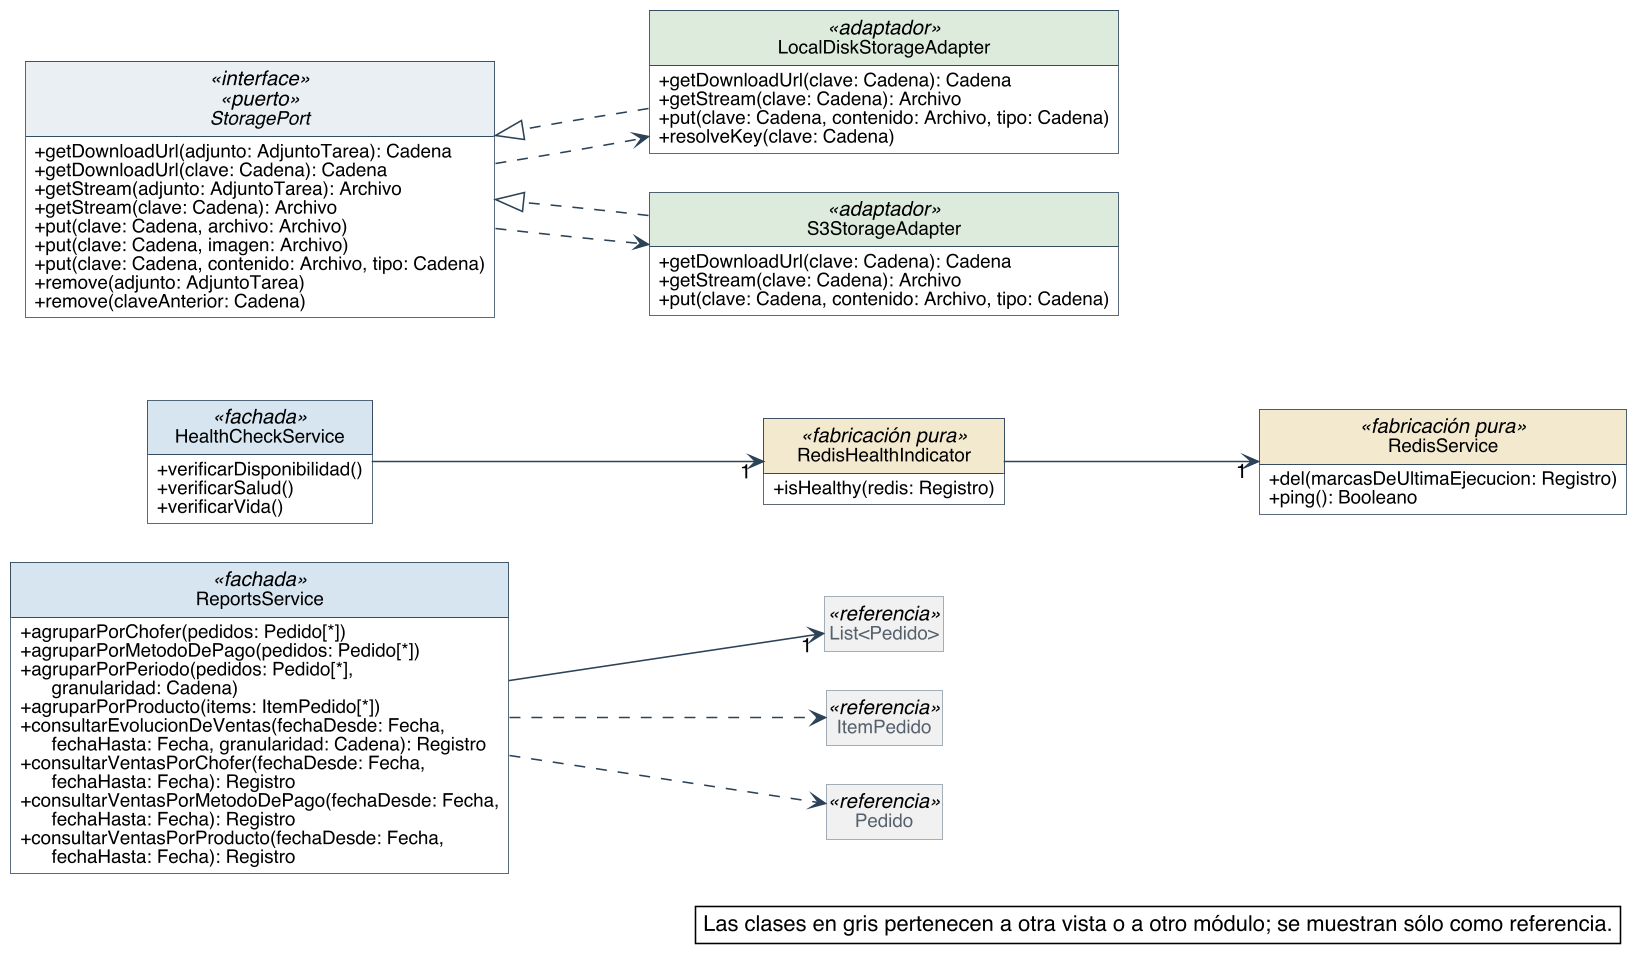 «interface»
«puerto»
StoragePort
+getDownloadUrl(adjunto: AdjuntoTarea): Cadena
+getDownloadUrl(clave: Cadena): Cadena
+getStream(adjunto: AdjuntoTarea): Archivo
+getStream(clave: Cadena): Archivo
+put(clave: Cadena, archivo: Archivo)
+put(clave: Cadena, imagen: Archivo)
+put(clave: Cadena, contenido: Archivo, tipo: Cadena)
+remove(adjunto: AdjuntoTarea)
+remove(claveAnterior: Cadena)
«adaptador»
LocalDiskStorageAdapter
+getDownloadUrl(clave: Cadena): Cadena
+getStream(clave: Cadena): Archivo
+put(clave: Cadena, contenido: Archivo, tipo: Cadena)
+resolveKey(clave: Cadena)
«adaptador»
S3StorageAdapter
+getDownloadUrl(clave: Cadena): Cadena
+getStream(clave: Cadena): Archivo
+put(clave: Cadena, contenido: Archivo, tipo: Cadena)
«fachada»
HealthCheckService
+verificarDisponibilidad()
+verificarSalud()
+verificarVida()
1
«fabricación pura»
RedisHealthIndicator
+isHealthy(redis: Registro)
1
«fabricación pura»
RedisService
+del(marcasDeUltimaEjecucion: Registro)
+ping(): Booleano
«fachada»
ReportsService
+agruparPorChofer(pedidos: Pedido[*])
+agruparPorMetodoDePago(pedidos: Pedido[*])
+agruparPorPeriodo(pedidos: Pedido[*],
granularidad: Cadena)
+agruparPorProducto(items: ItemPedido[*])
+consultarEvolucionDeVentas(fechaDesde: Fecha,
fechaHasta: Fecha, granularidad: Cadena): Registro
+consultarVentasPorChofer(fechaDesde: Fecha,
fechaHasta: Fecha): Registro
+consultarVentasPorMetodoDePago(fechaDesde: Fecha,
fechaHasta: Fecha): Registro
+consultarVentasPorProducto(fechaDesde: Fecha,
fechaHasta: Fecha): Registro
1
«referencia»
List<Pedido>
«referencia»
ItemPedido
«referencia»
Pedido
Las clases en gris pertenecen a otra vista o a otro módulo; se muestran sólo como referencia.